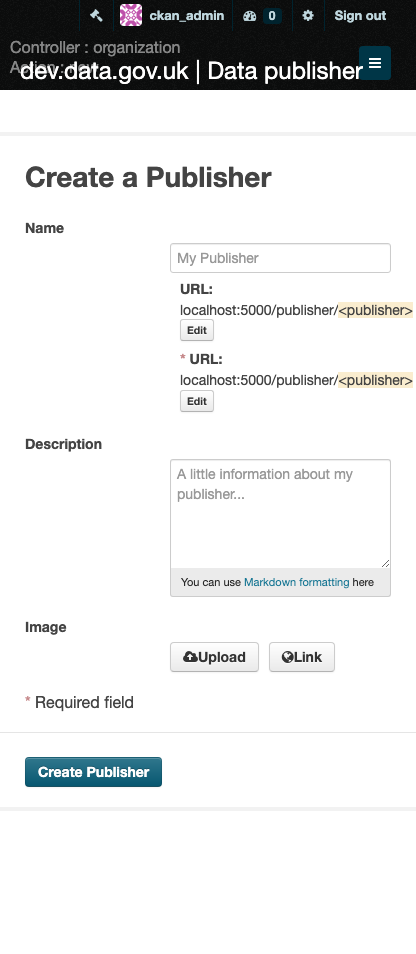 ckan_admin 0 Sign out
Controller : organization
Action : new
dev.data.gov.uk | Data publisher
Create a Publisher
Name
My Publisher
URL:
localhost:5000/publisher/<publisher>
Edit
* URL:
localhost:5000/publisher/<publisher>
Edit
Description
A little information about my
publisher...
You can use Markdown formatting here
Image
Upload Link
* Required field
Create Publisher